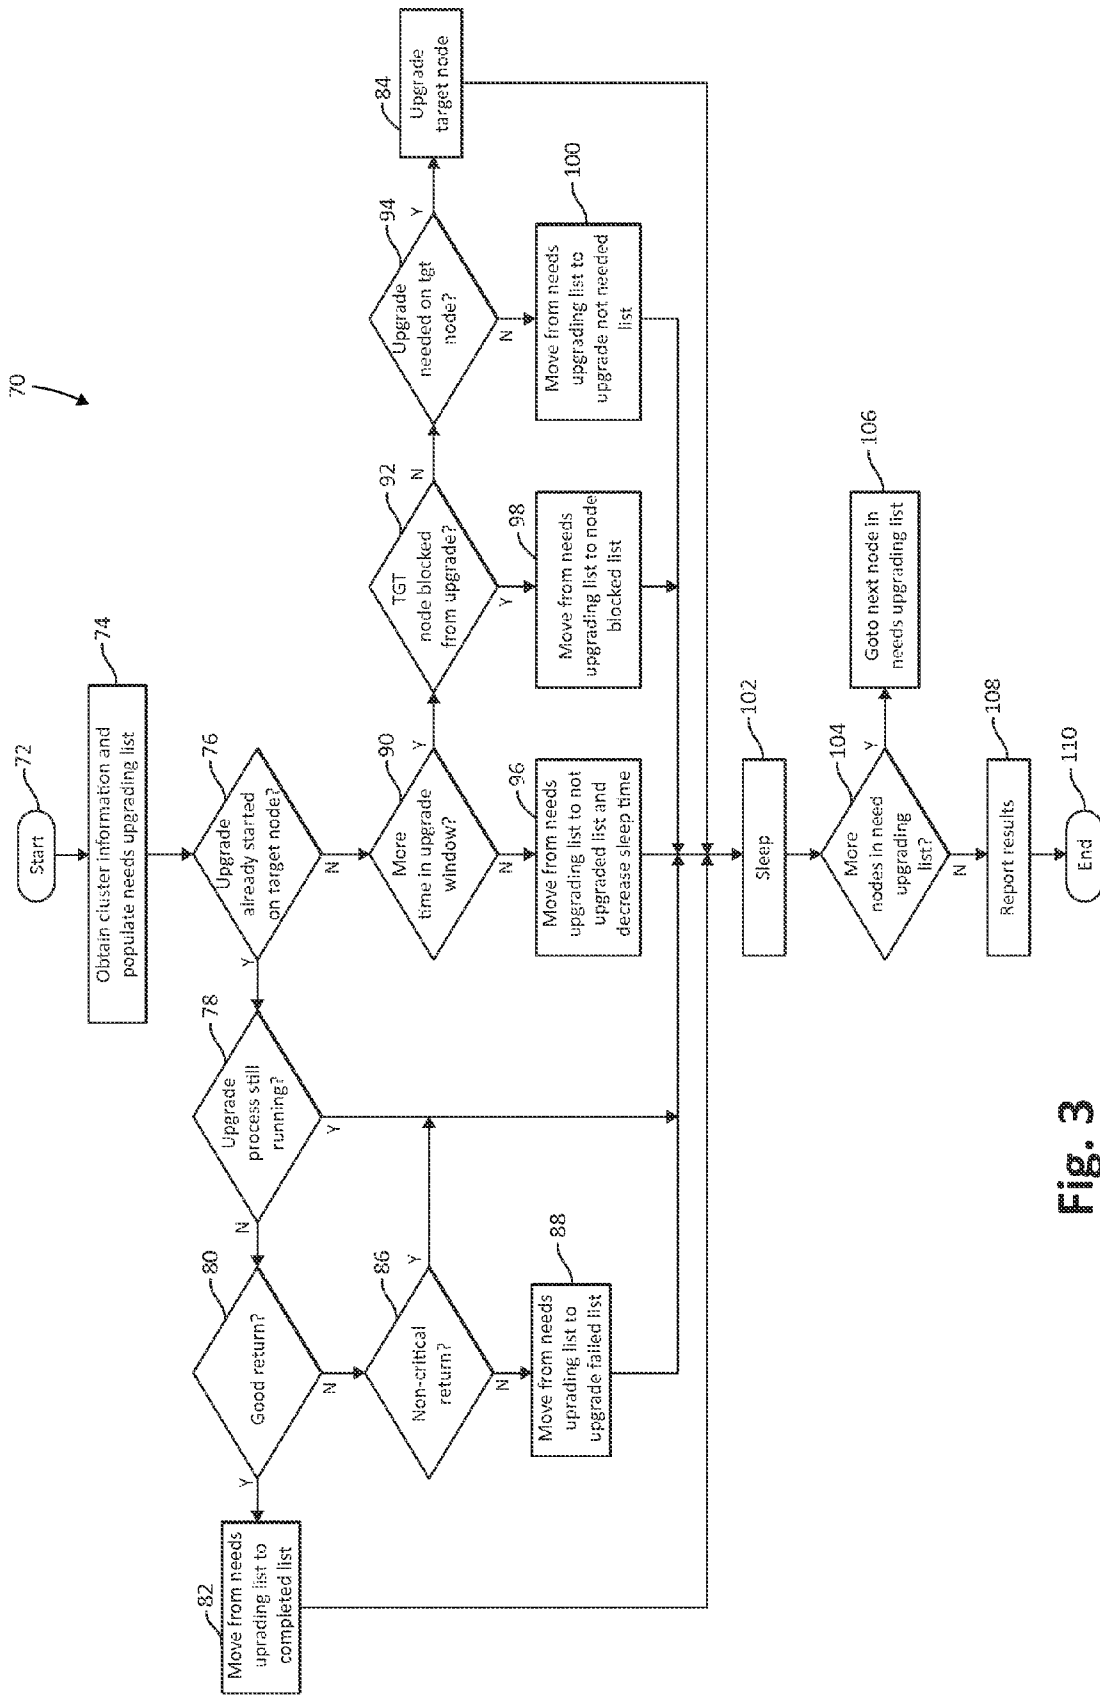 70
Start
72
Obtain cluster information and
populate needs upgrading list
74
Upgrade
already started
on target node?
76
Y
N
Upgrade
process still
running?
78
N
Y
Good return?
80
Y
N
Move from needs
uprading list to
completed list
82
Non-critical
return?
86
Y
N
Move from needs
uprading list to
upgrade failed list
88
More
time in upgrade
window?
90
Y
N
TGT
node blocked
from upgrade?
92
N
Y
Upgrade
needed on tgt
node?
94
Y
N
Upgrade
target node
84
Move from needs
upgrading list to not
upgraded list and
decrease sleep time
96
Move from needs
upgrading list to node
blocked list
98
Move from needs
upgrading list to
upgrade not needed
list
100
Sleep
102
More
nodes in need
upgrading
list?
104
Y
N
Goto next node in
needs upgrading list
106
Report results
108
End
110
Fig. 3